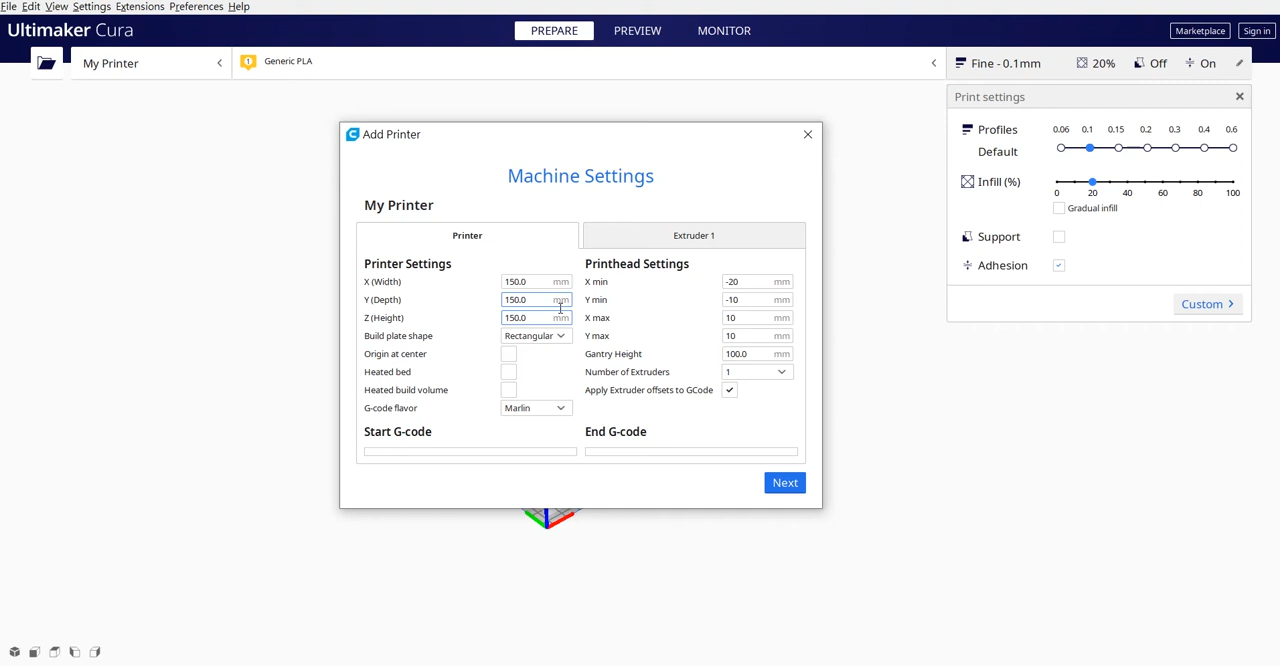 File Edit View Settings Extensions Preferences Help
Ultimaker Cura PREPARE PREVIEW MONITOR Marketplace Sign in
My Printer 1 Generic PLA Fine - 0.1mm 20% Off On
Print settings
Add Printer
Profiles 0.06 0.1 0.15 0.2 0.3 0.4 0.6
Default
Machine Settings
Infill (%)
0 20 40 60 80 100
My Printer
Gradual infill
Printer Extruder 1
Support
Printer Settings Printhead Settings
Adhesion
X (Width) 150.0 mm X min -20 mm
Y (Depth) 150.0 mm Y min -10 mm
Custom
Z (Height) 150.0 mm X max 10 mm
Build plate shape Rectangular Y max 10 mm
Origin at center Gantry Height 100.0 mm
Heated bed Number of Extruders 1
Heated build volume Apply Extruder offsets to GCode
G-code flavor Marlin
Start G-code End G-code
Next